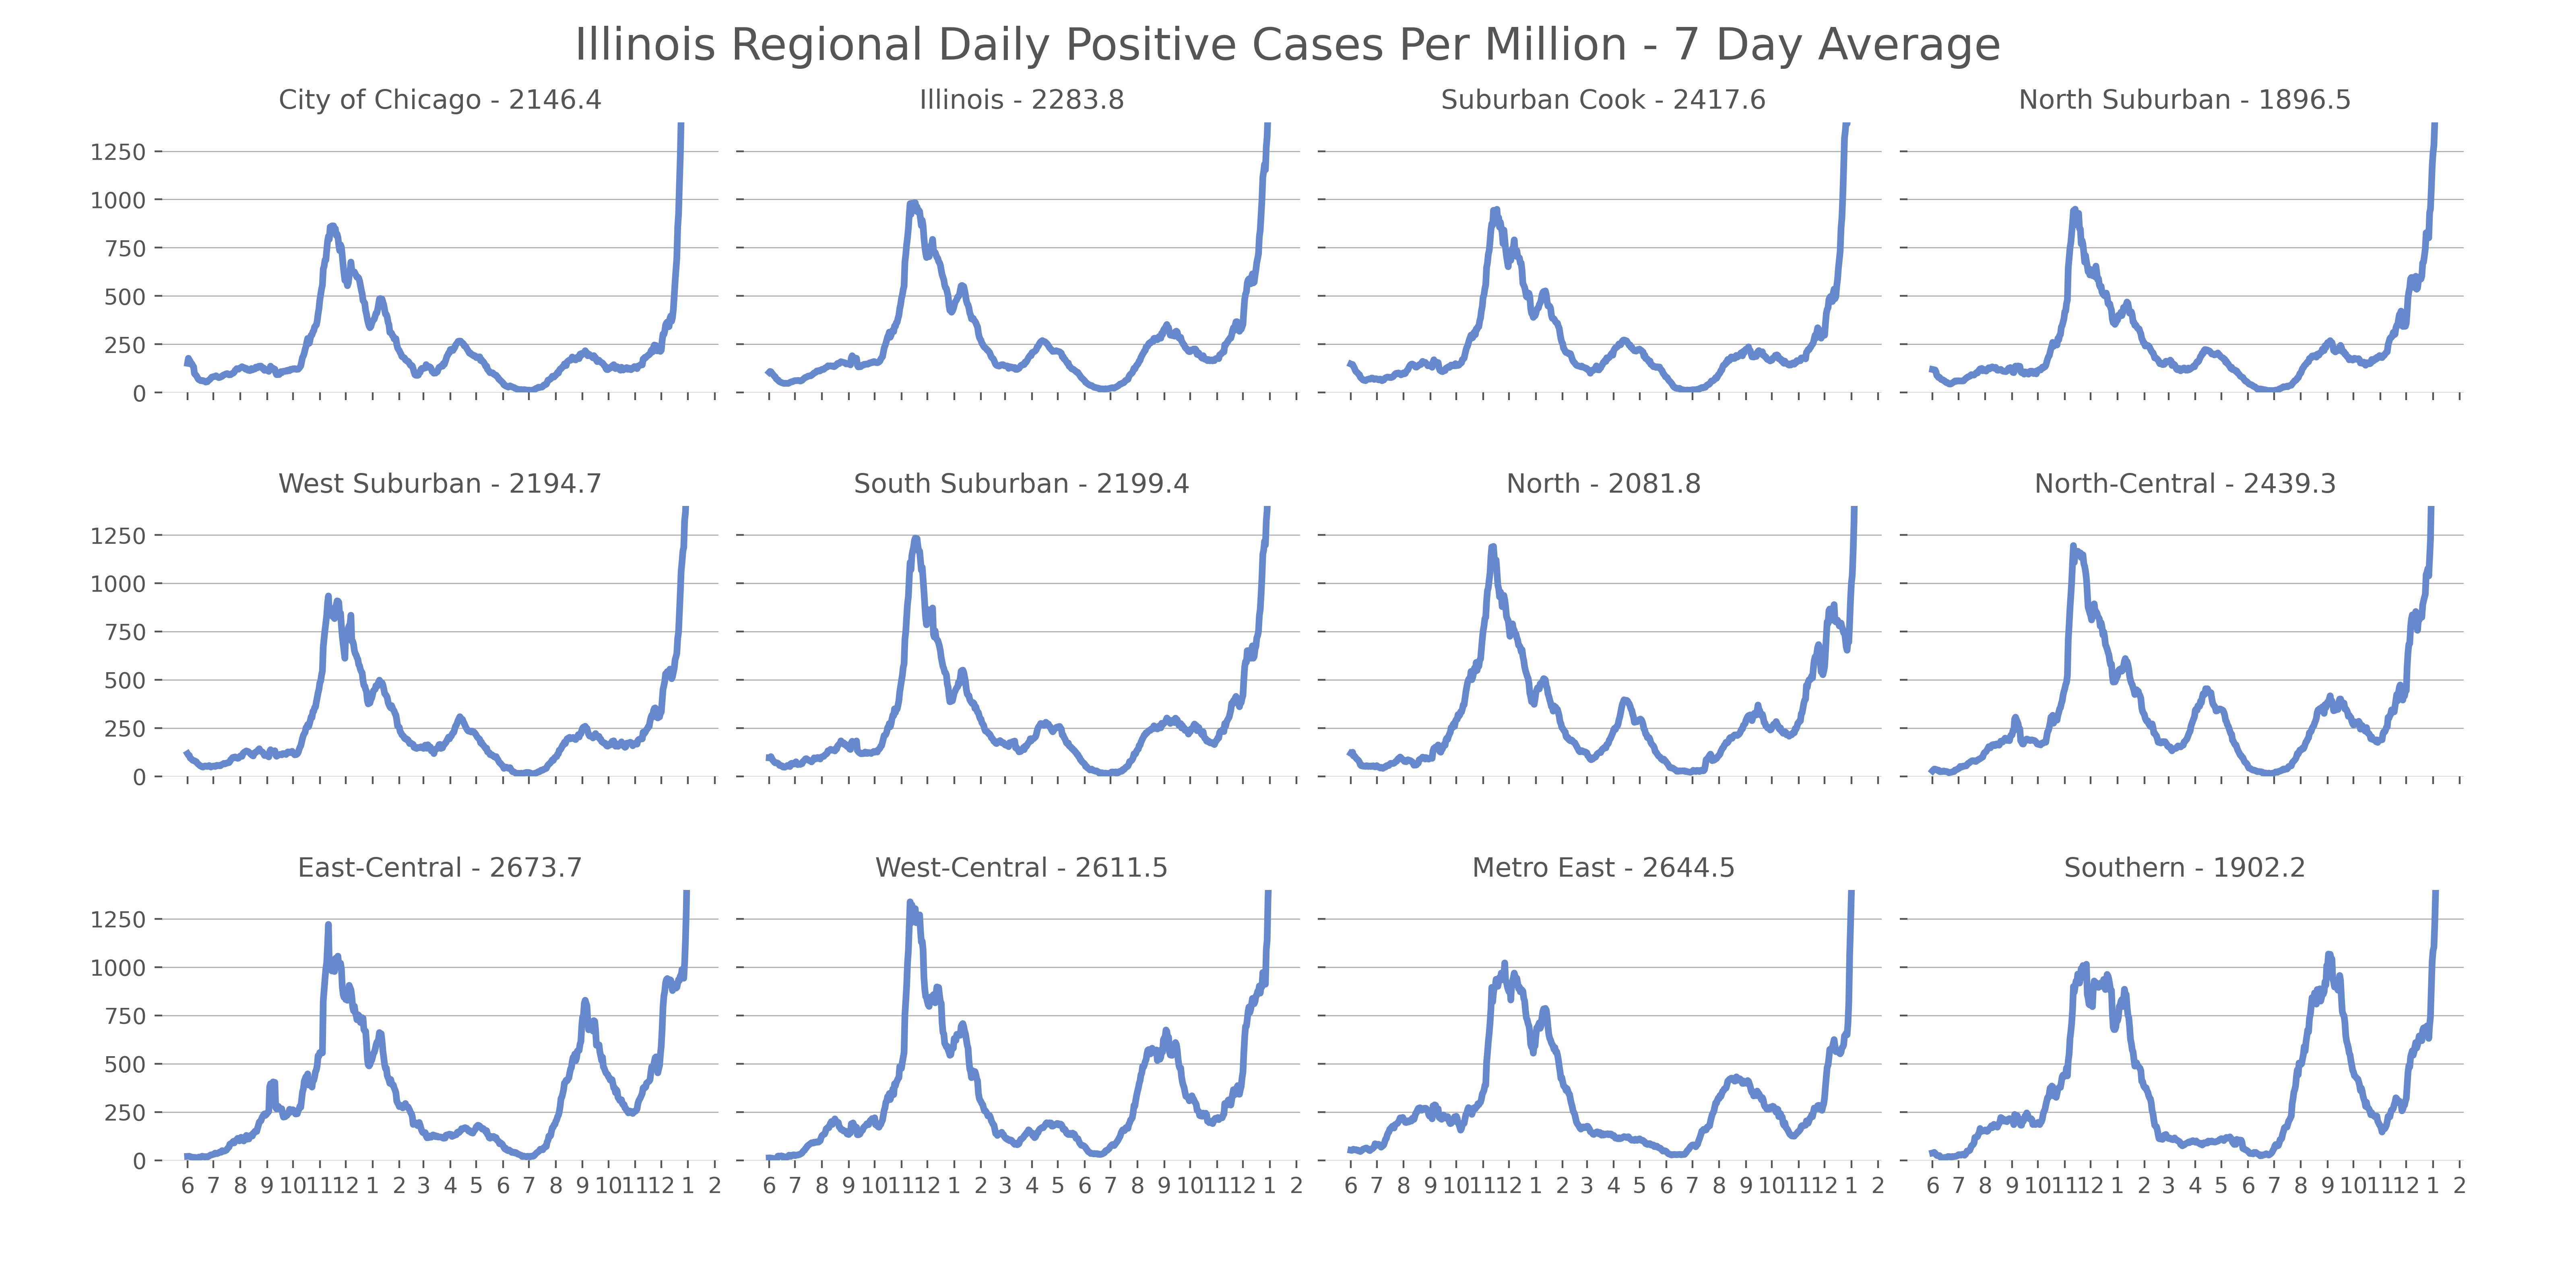 Illinois Regional Daily Positive Cases Per Million - 7 Day Average
City of Chicago - 2146.4
Illinois - 2283.8
Suburban Cook - 2417.6
North Suburban - 1896.5
1250
1000
750
500
250
0
West Suburban - 2194.7
South Suburban - 2199.4
North - 2081.8
North-Central - 2439.3
1250
1000
750
500
250
0
East-Central - 2673.7
West-Central - 2611.5
Metro East - 2644.5
Southern - 1902.2
1250
1000
750
500
250
0
6 7 8 9 10 11 12 1 2 3 4 5 6 7 8 9 10 11 12 1 2
6 7 8 9 10 11 12 1 2 3 4 5 6 7 8 9 10 11 12 1 2
6 7 8 9 10 11 12 1 2 3 4 5 6 7 8 9 10 11 12 1 2
6 7 8 9 10 11 12 1 2 3 4 5 6 7 8 9 10 11 12 1 2